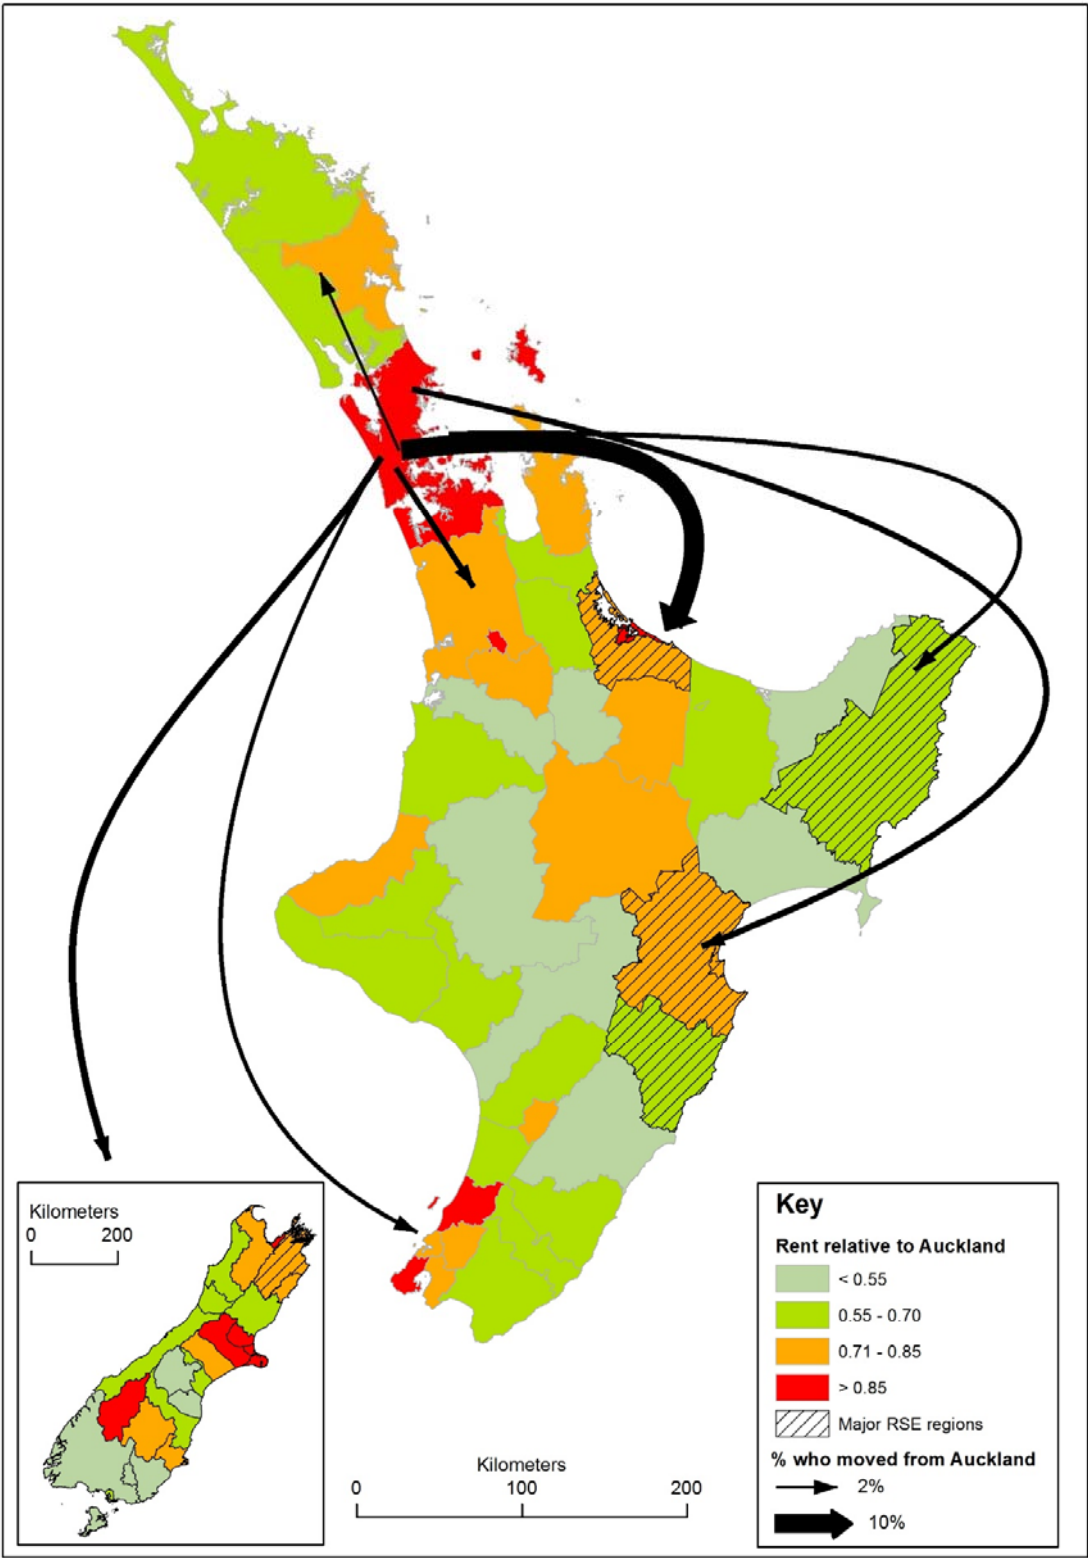 Kilometers
0 200
Kilometers
0 100 200
Key
Rent relative to Auckland
< 0.55
0.55 - 0.70
0.71 - 0.85
> 0.85
Major RSE regions
% who moved from Auckland
2%
10%